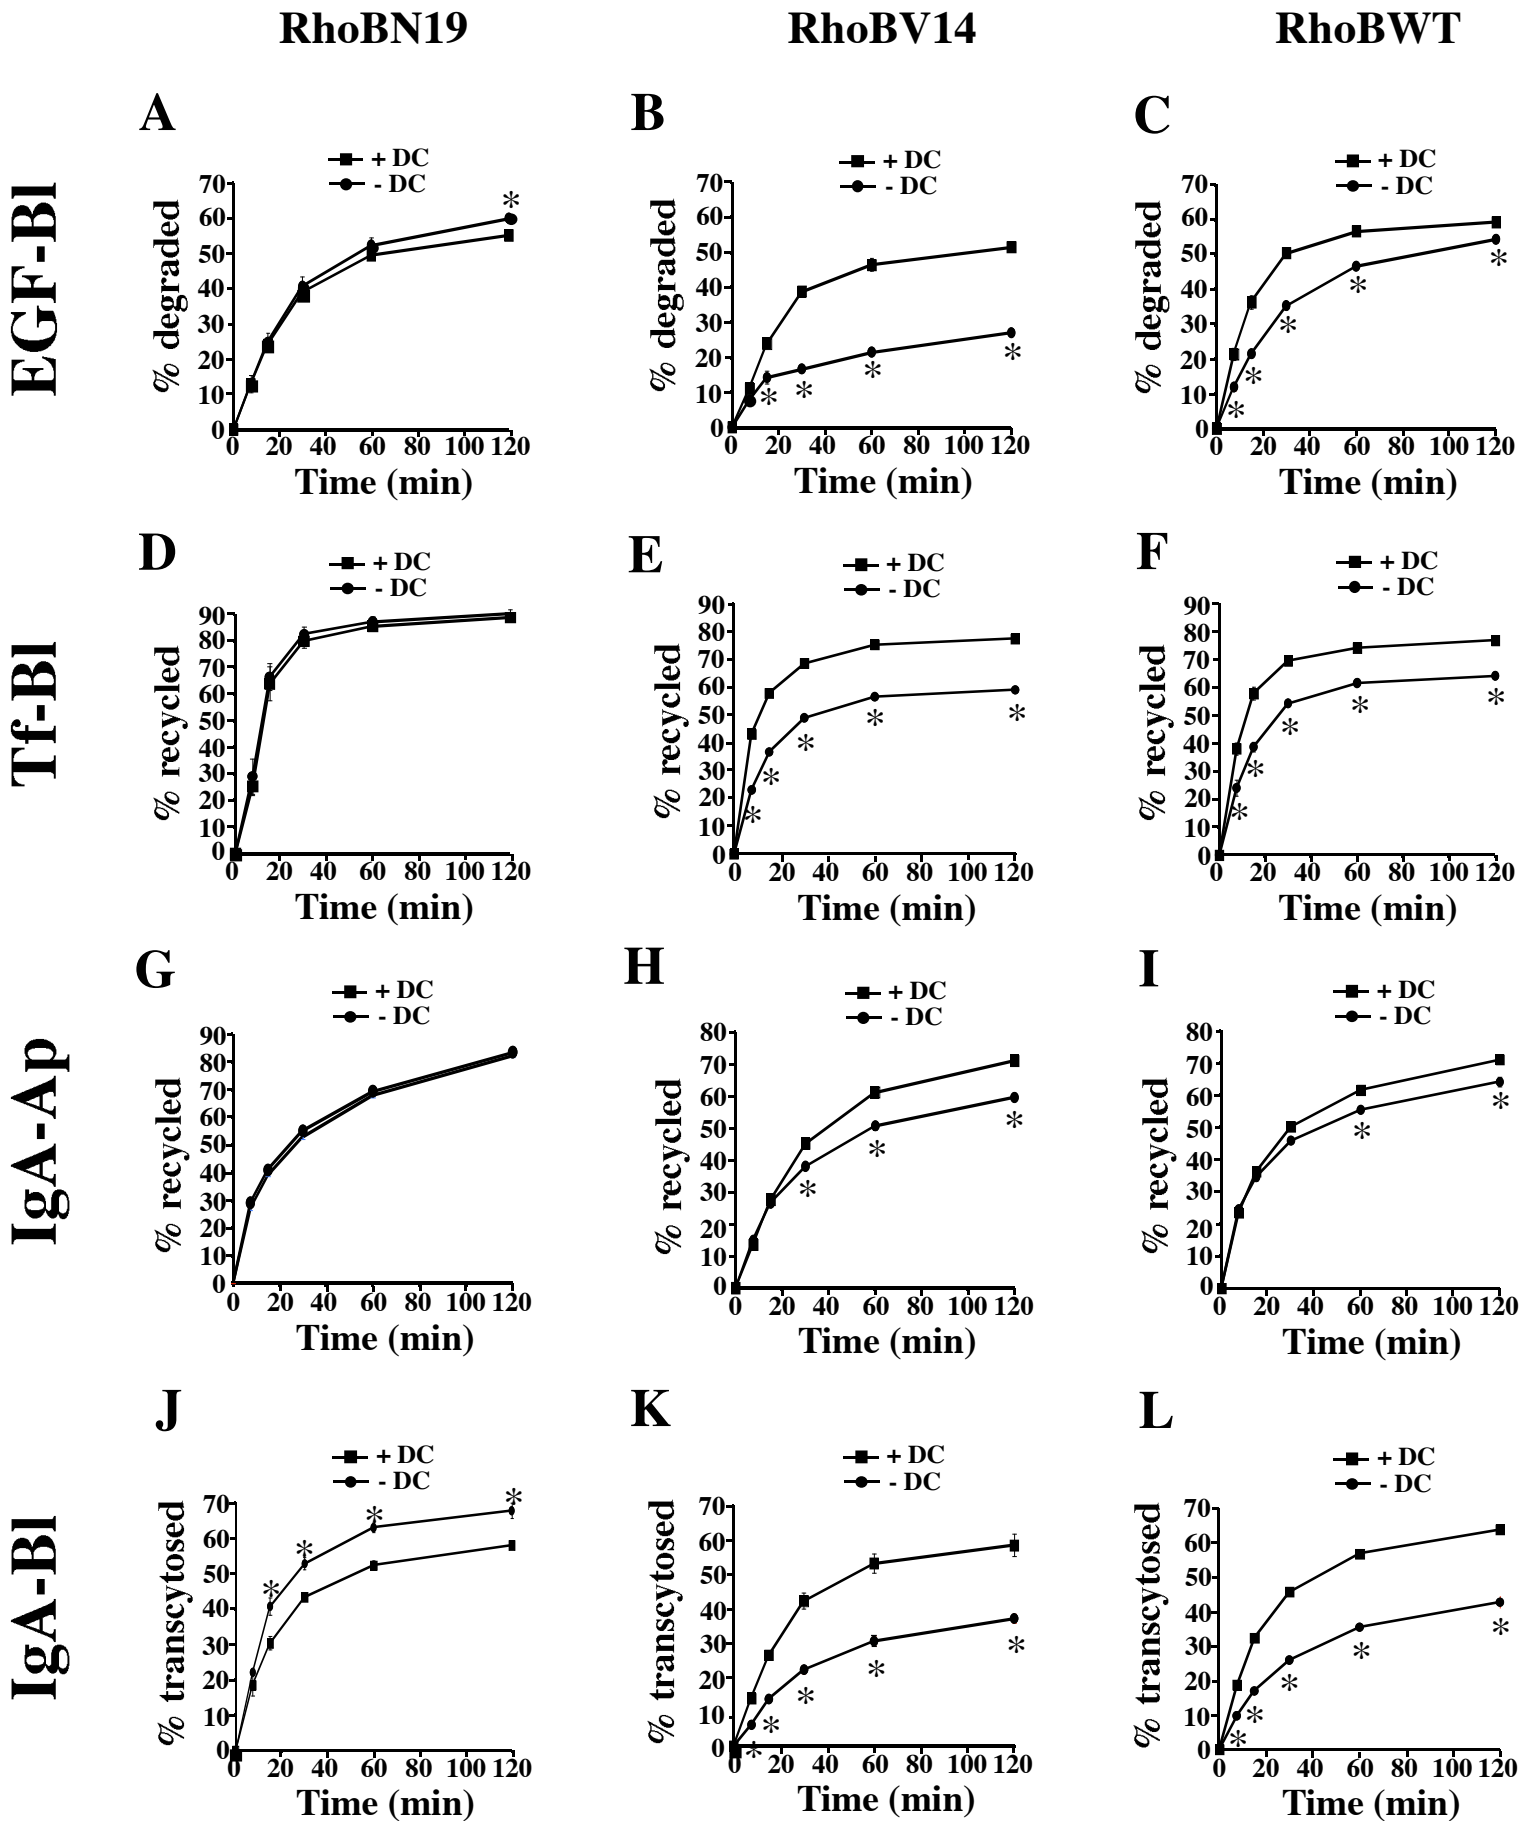 RhoBN19 RhoBV14 RhoBWT
EGF-Bl
A
+ DC
- DC
% degraded
70
60
50
40
30
20
10
0
*
0 20 40 60 80 100 120
Time (min)
B
+ DC
- DC
% degraded
70
60
50
40
30
20
10
0
* * * *
0 20 40 60 80 100 120
Time (min)
C
+ DC
- DC
% degraded
70
60
50
40
30
20
10
0
* * * * *
0 20 40 60 80 100 120
Time (min)
Tf-Bl
D
+ DC
- DC
% recycled
90
80
70
60
50
40
30
20
10
0
0 20 40 60 80 100 120
Time (min)
E
+ DC
- DC
% recycled
90
80
70
60
50
40
30
20
10
0
* * * * *
0 20 40 60 80 100 120
Time (min)
F
+ DC
- DC
% recycled
90
80
70
60
50
40
30
20
10
0
* * * * *
0 20 40 60 80 100 120
Time (min)
IgA-Ap
G
+ DC
- DC
% recycled
90
80
70
60
50
40
30
20
10
0
0 20 40 60 80 100 120
Time (min)
H
+ DC
- DC
% recycled
80
70
60
50
40
30
20
10
0
* * *
0 20 40 60 80 100 120
Time (min)
I
+ DC
- DC
% recycled
80
70
60
50
40
30
20
10
0
* *
0 20 40 60 80 100 120
Time (min)
IgA-Bl
J
+ DC
- DC
% transcytosed
70
60
50
40
30
20
10
0
* * * *
0 20 40 60 80 100 120
Time (min)
K
+ DC
- DC
% transcytosed
70
60
50
40
30
20
10
0
* * * * *
0 20 40 60 80 100 120
Time (min)
L
+ DC
- DC
% transcytosed
70
60
50
40
30
20
10
0
* * * * *
0 20 40 60 80 100 120
Time (min)